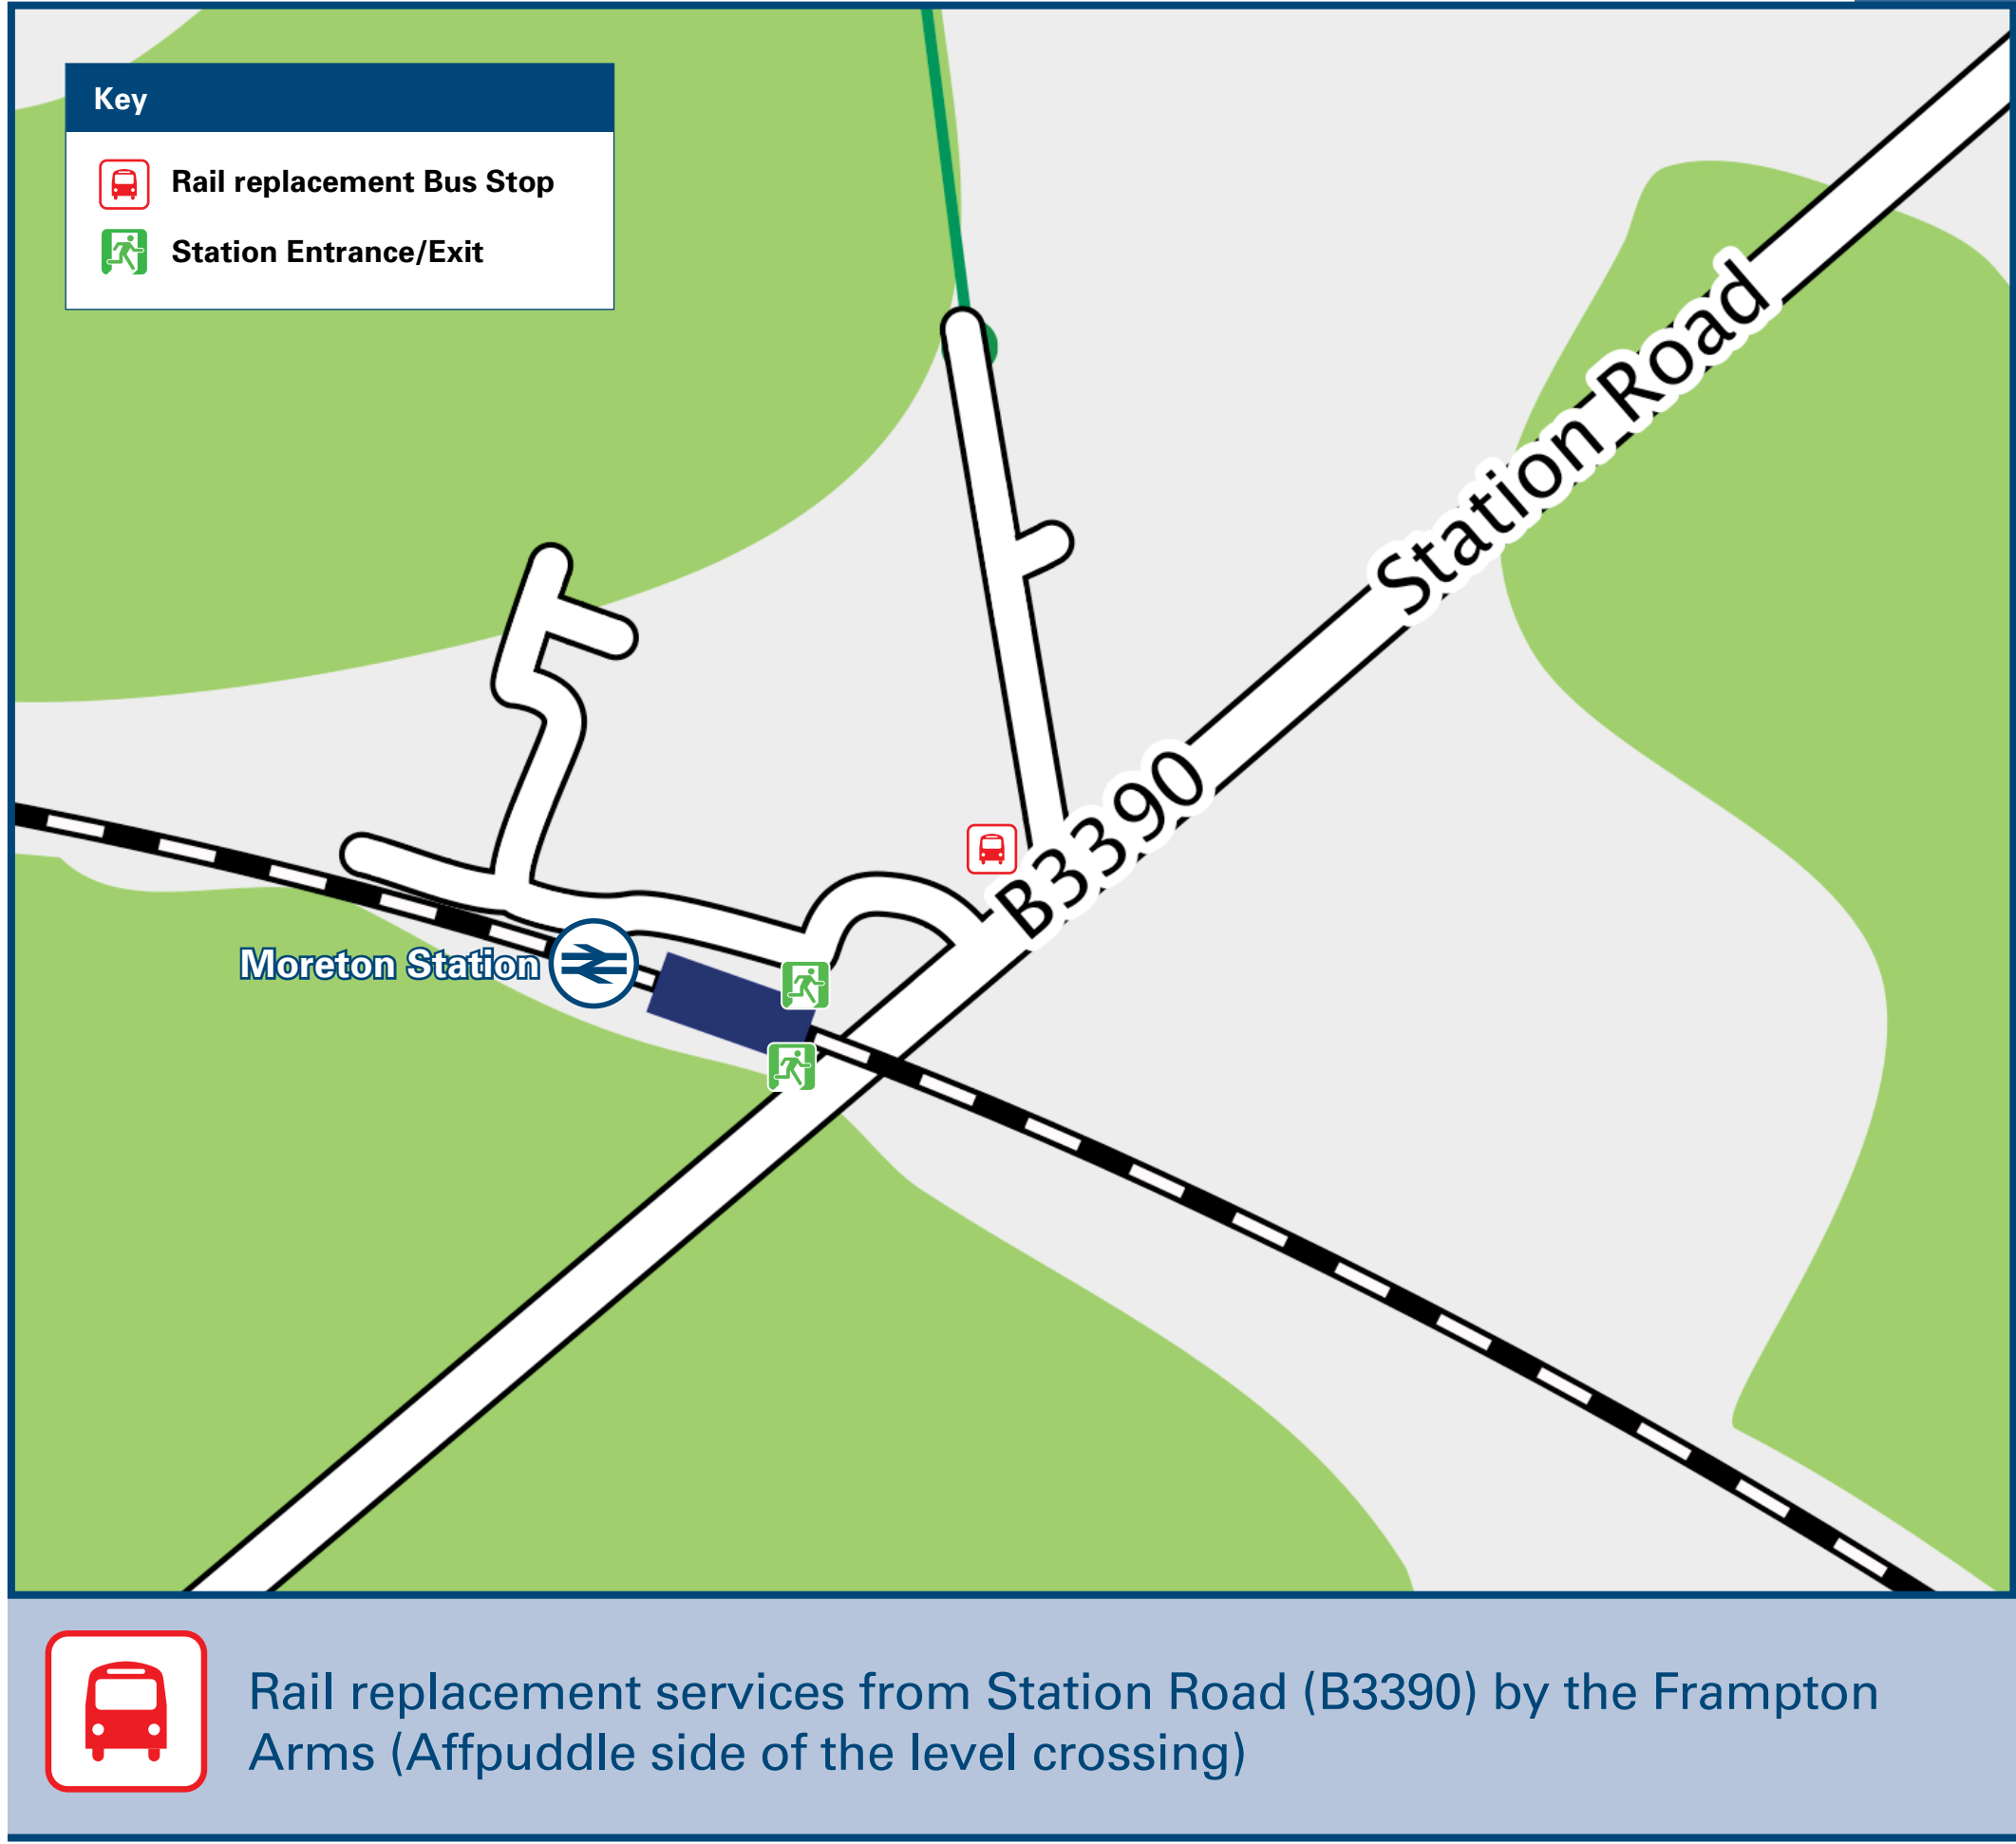 Key
Rail replacement Bus Stop
Station Entrance/Exit
Station Road
B3390
Moreton Station
Rail replacement services from Station Road (B3390) by the Frampton
Arms (Affpuddle side of the level crossing)